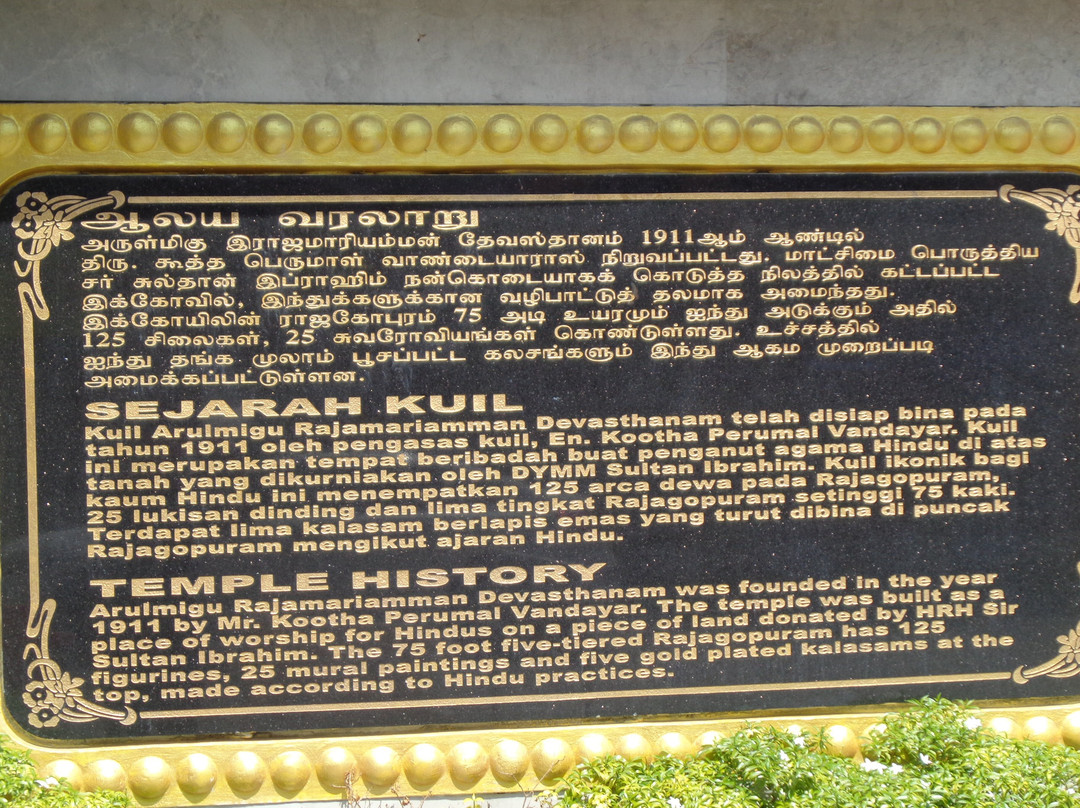 ஆலய வரலாறு
அருள்மிகு இராஜமாரியம்மன் தேவஸ்தானம் 1911ஆம் ஆண்டில்
திரு. கூத்த பெருமாள் வாண்டையாராஸ் நிறுவப்பட்டது. மாட்சிமை பொருத்திய
சர் சுல்தான் இப்ராஹிம் நன்கொடையாகக் கொடுத்த நிலத்தில் கட்டப்பட்ட
இக்கோவில், இந்துக்களுக்கான வழிபாட்டுத் தலமாக அமைந்தது.
இக்கோயிலின் ராஜகோபுரம் 75 அடி உயரமும் ஐந்து அடுக்கும் அதில்
125 சிலைகள், 25 சுவரோவியங்கள் கொண்டுள்ளது. உச்சத்தில்
ஐந்து தங்க முலாம் பூசப்பட்ட கலசங்களும் இந்து ஆகம முறைப்படி
அமைக்கப்பட்டுள்ளன.
SEJARAH KUIL
Kuil Arulmigu Rajamariamman Devasthanam telah disiap bina pada
tahun 1911 oleh pengasas kuil, En. Kootha Perumal Vandayar. Kuil
ini merupakan tempat beribadah buat penganut agama Hindu di atas
tanah yang dikurniakan oleh DYMM Sultan Ibrahim. Kuil ikonik bagi
kaum Hindu ini menempatkan 125 arca dewa pada Rajagopuram,
25 lukisan dinding dan lima tingkat Rajagopuram setinggi 75 kaki.
Terdapat lima kalasam berlapis emas yang turut dibina di puncak
Rajagopuram mengikut ajaran Hindu.
TEMPLE HISTORY
Arulmigu Rajamariamman Devasthanam was founded in the year
1911 by Mr. Kootha Perumal Vandayar. The temple was built as a
place of worship for Hindus on a piece of land donated by HRH Sir
Sultan Ibrahim. The 75 foot five-tiered Rajagopuram has 125
figurines, 25 mural paintings and five gold plated kalasams at the
top, made according to Hindu practices.